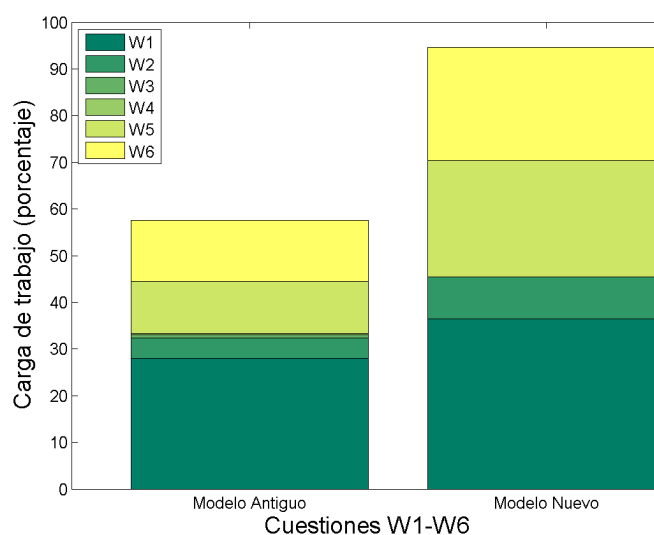 100
90
80
70
60
50
40
30
20
10
0
Carga de trabajo (porcentaje)
W1
W2
W3
W4
W5
W6
Modelo Antiguo
Modelo Nuevo
Cuestiones W1-W6